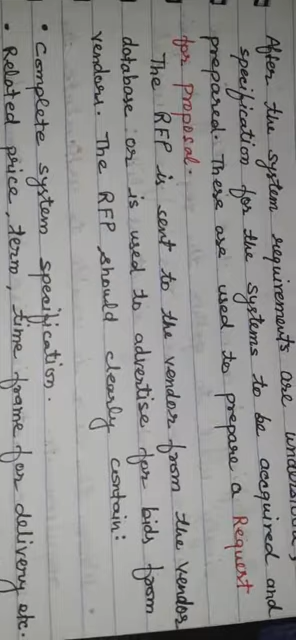 After the system requirements are understood,
specification for the systems to be accquired and
prepared. These are used to prepare a Request
for Proposal.
The RFP is sent to the vendor from the vendor
database or is used to advertise for bids from
vendors. The RFP should clearly contain:
• Complete system specification.
• Related price, term, time frame for delivery etc.